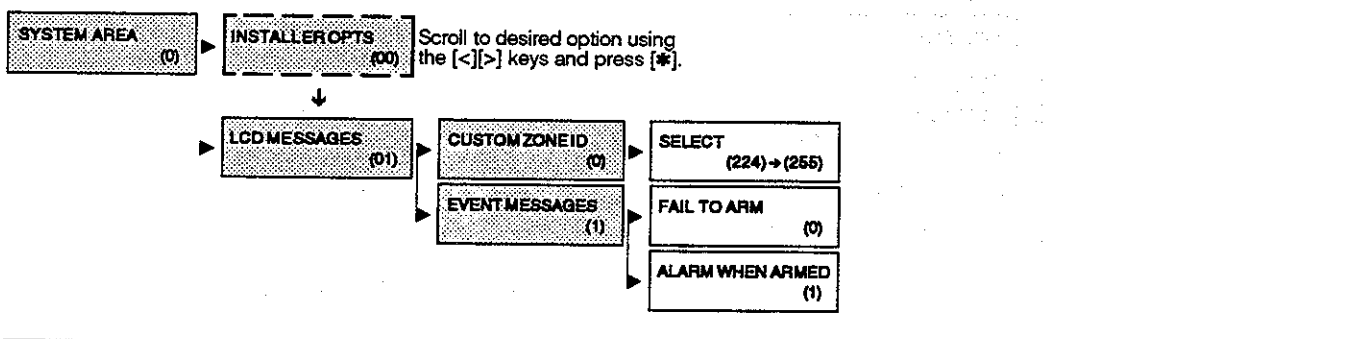 SYSTEM AREA
(0)
INSTALLER OPTS
(00)
Scroll to desired option using
the [<][>] keys and press [✱].
LCD MESSAGES
(01)
CUSTOM ZONE ID
(0)
SELECT
(224)→(255)
EVENT MESSAGES
(1)
FAIL TO ARM
(0)
ALARM WHEN ARMED
(1)